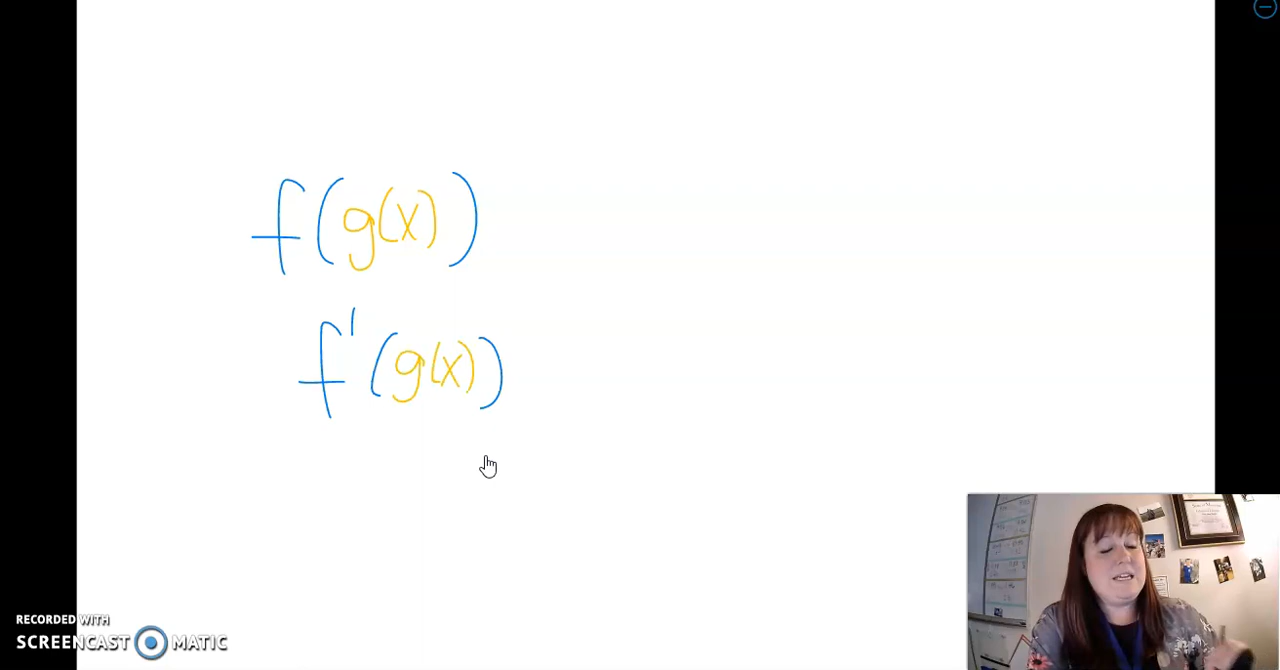 f(g(x))
f'(g(x))
RECORDED WITH
SCREENCAST MATIC